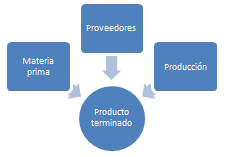 Proveedores
Materia
prima
Producción
Producto
terminado